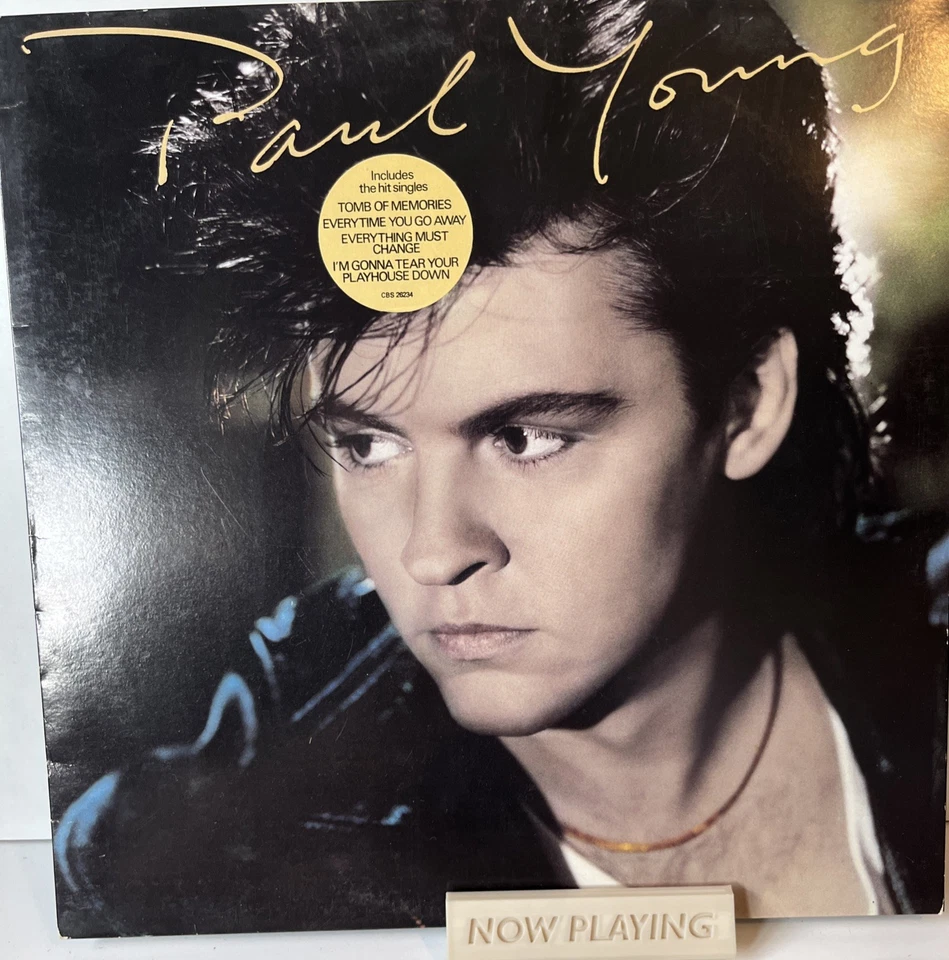 Paul Young
Includes
the hit singles
TOMB OF MEMORIES
EVERYTIME YOU GO AWAY
EVERYTHING MUST
CHANGE
I'M GONNA TEAR YOUR
PLAYHOUSE DOWN
CBS 26234
NOW PLAYING